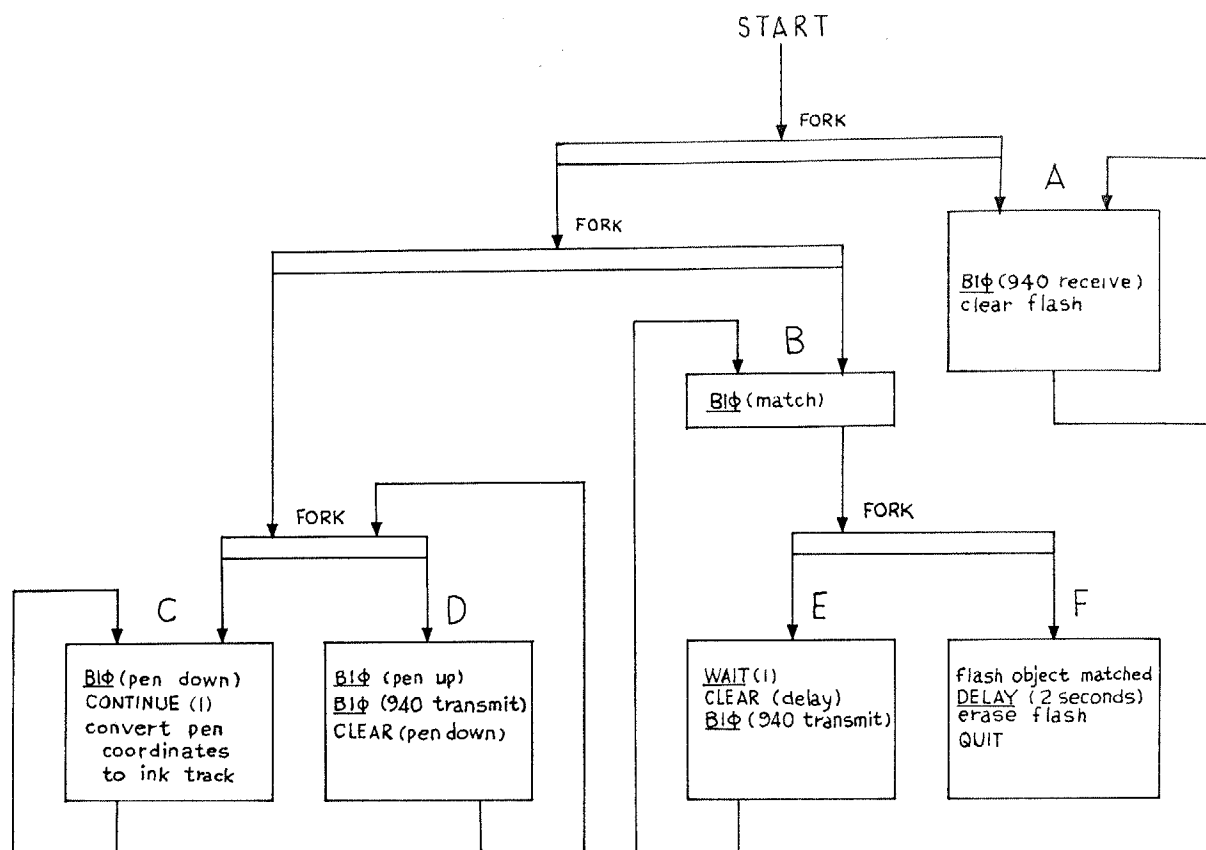 START
FORK
A
FORK
BIϕ (940 receive)
clear flash
B
BIϕ (match)
FORK
FORK
C
D
E
F
BIϕ (pen down)
CONTINUE (1)
convert pen
coordinates
to ink track
BIϕ (pen up)
BIϕ (940 transmit)
CLEAR (pen down)
WAIT (1)
CLEAR (delay)
BIϕ (940 transmit)
flash object matched
DELAY (2 seconds)
erase flash
QUIT